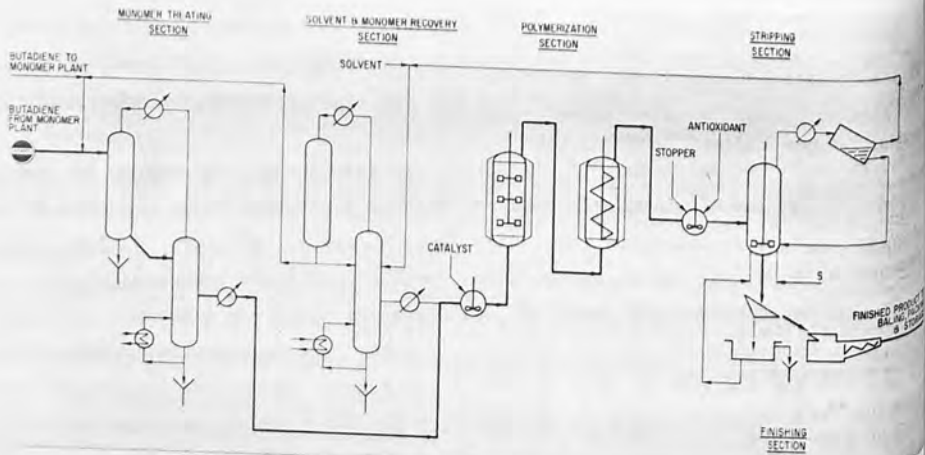 MONOMER TREATING
SECTION
SOLVENT & MONOMER RECOVERY
SECTION
POLYMERIZATION
SECTION
STRIPPING
SECTION
BUTADIENE TO
MONOMER PLANT
SOLVENT
BUTADIENE
FROM MONOMER
PLANT
ANTIOXIDANT
STOPPER
CATALYST
S
FINISHED PRODUCT
BALING,
&
FINISHING
SECTION